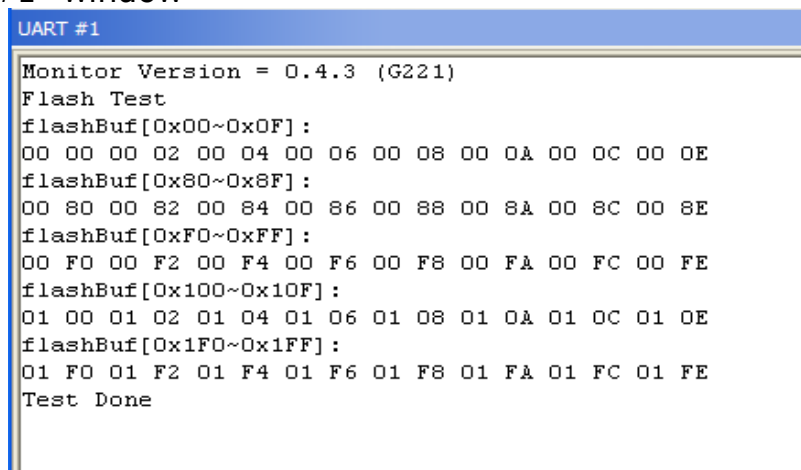 UART #1
Monitor Version = 0.4.3 (G221)
Flash Test
flashBuf[0x00~0x0F]:
00 00 00 02 00 04 00 06 00 08 00 0A 00 0C 00 0E
flashBuf[0x80~0x8F]:
00 80 00 82 00 84 00 86 00 88 00 8A 00 8C 00 8E
flashBuf[0xF0~0xFF]:
00 F0 00 F2 00 F4 00 F6 00 F8 00 FA 00 FC 00 FE
flashBuf[0x100~0x10F]:
01 00 01 02 01 04 01 06 01 08 01 0A 01 0C 01 0E
flashBuf[0x1F0~0x1FF]:
01 F0 01 F2 01 F4 01 F6 01 F8 01 FA 01 FC 01 FE
Test Done